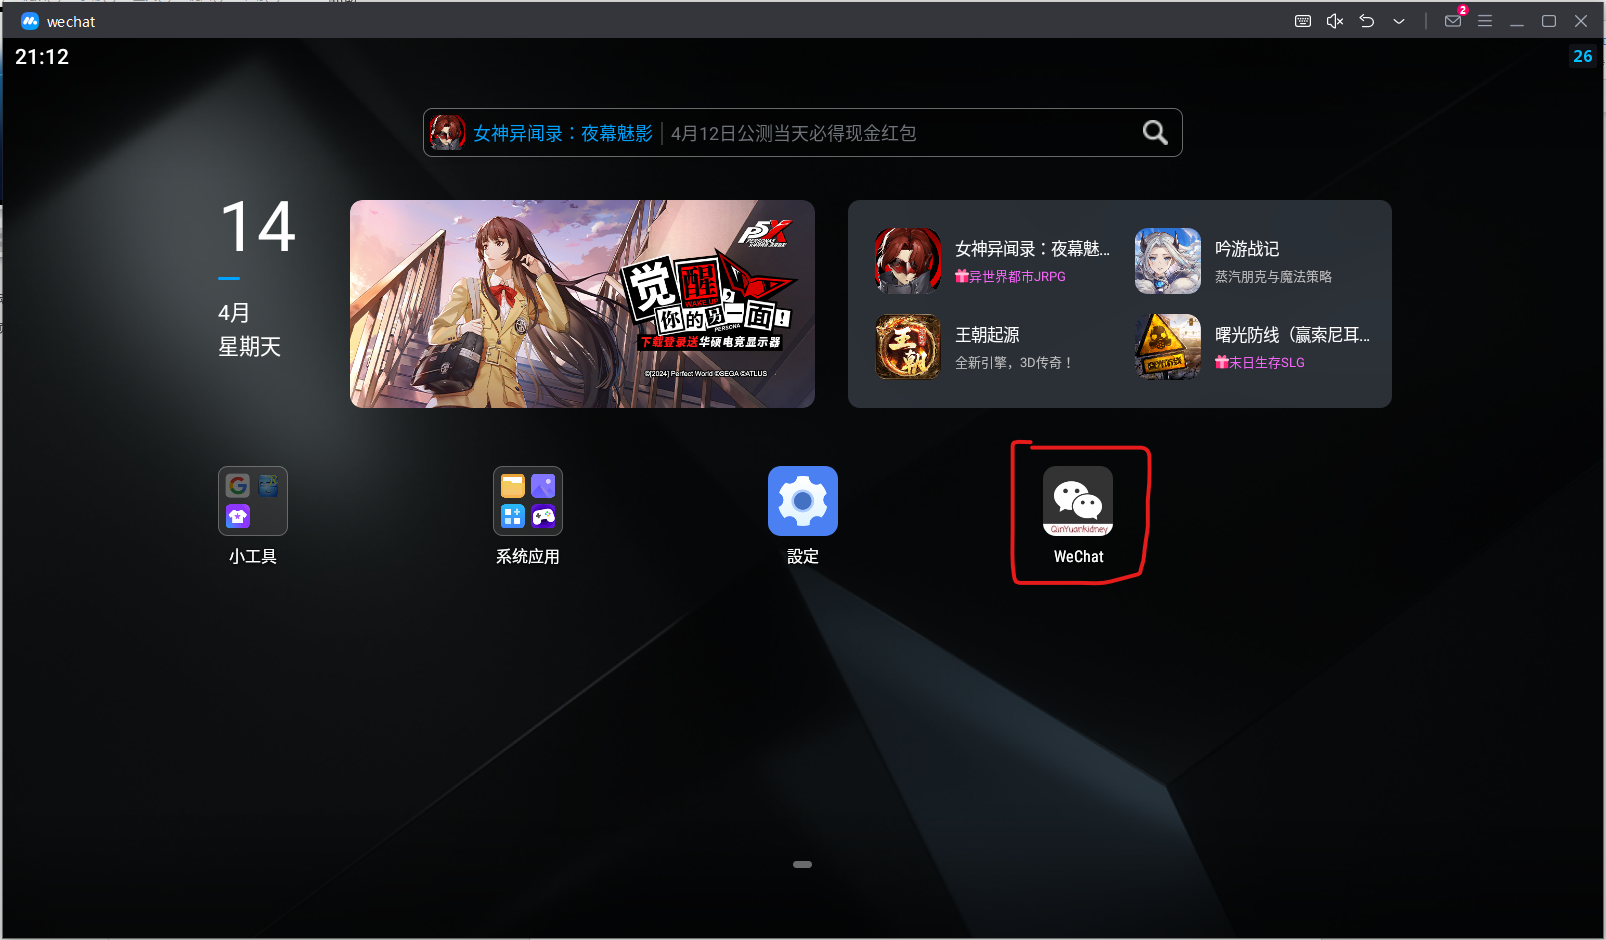 wechat
2
21:12
26
女神异闻录：夜幕魅影 | 4月12日公测当天必得现金红包
14
4月
星期天
P5X
觉醒,
WAKE UP
你的另一面!
PERSONA
下载登录送华硕电竞显示器
©[2024] Perfect World ©SEGA ©ATLUS
女神异闻录：夜幕魅...
异世界都市JRPG
吟游战记
蒸汽朋克与魔法策略
王朝
王朝起源
全新引擎，3D传奇！
曙光防线（赢索尼耳...
末日生存SLG
小工具
系统应用
設定
QinYuankidney
WeChat